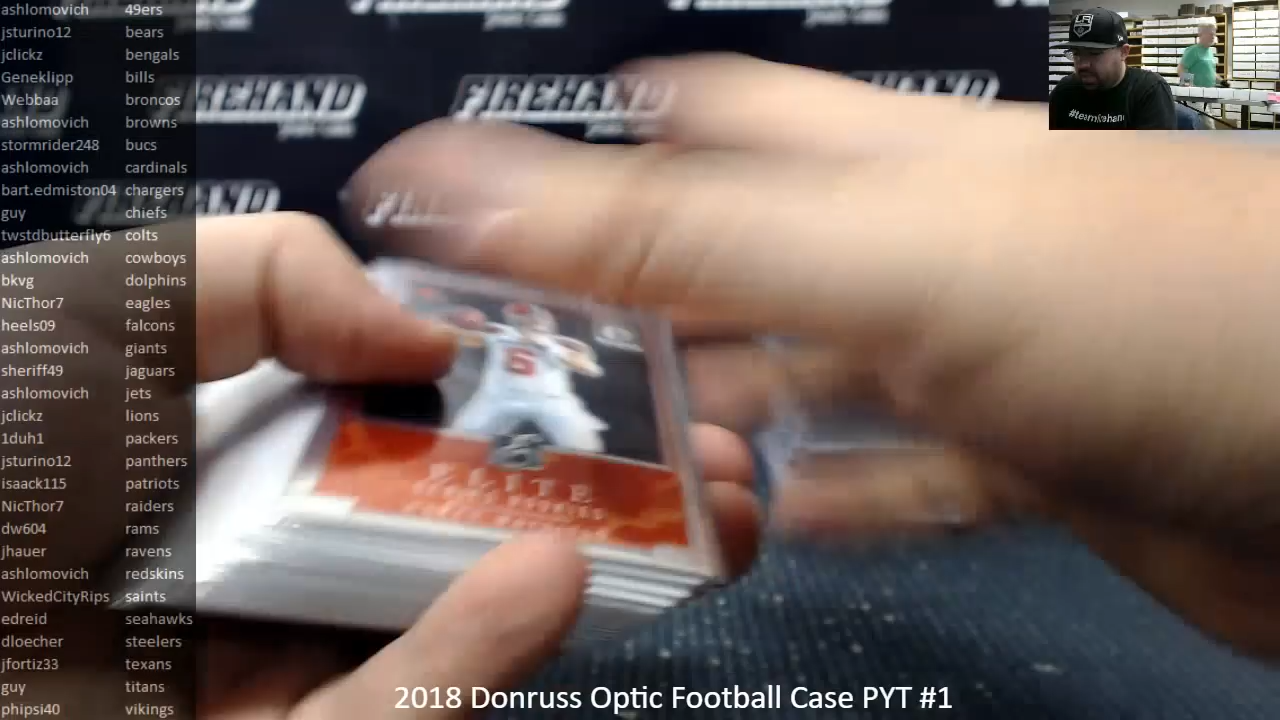 ashlomovich 49ers
jsturino12 bears
jclickz bengals
Geneklipp bills
Webbaa broncos
ashlomovich browns
stormrider248 bucs
ashlomovich cardinals
bart.edmiston04 chargers
guy chiefs
twstdbutterfly6 colts
ashlomovich cowboys
bkvg dolphins
NicThor7 eagles
heels09 falcons
ashlomovich giants
sheriff49 jaguars
ashlomovich jets
jclickz lions
1duh1 packers
jsturino12 panthers
isaack115 patriots
NicThor7 raiders
dw604 rams
jhauer ravens
ashlomovich redskins
WickedCityRips saints
edreid seahawks
dloecher steelers
jfortiz33 texans
guy titans
phipsi40 vikings
FIREHAND
FIREHAND
6
ELITE
2018 Donruss Optic Football Case PYT #1